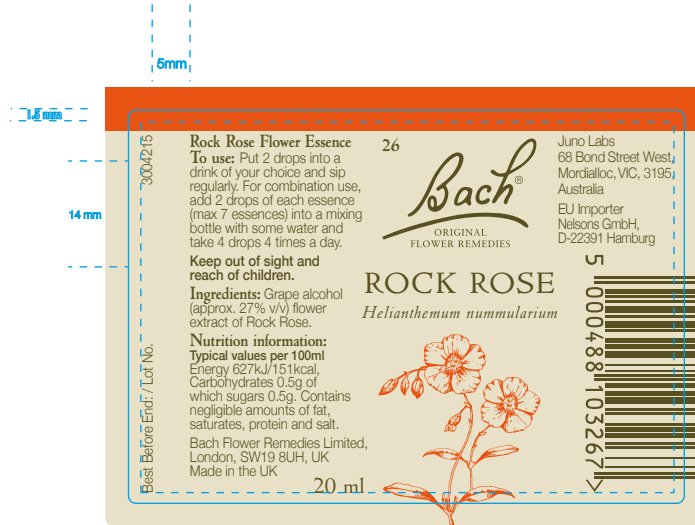 5mm
1.5 mm
14 mm
3004215
Best Before End: / Lot No.
Rock Rose Flower Essence
To use: Put 2 drops into a
drink of your choice and sip
regularly. For combination use,
add 2 drops of each essence
(max 7 essences) into a mixing
bottle with some water and
take 4 drops 4 times a day.
Keep out of sight and
reach of children.
Ingredients: Grape alcohol
(approx. 27% v/v) flower
extract of Rock Rose.
Nutrition information:
Typical values per 100ml
Energy 627kJ/151kcal,
Carbohydrates 0.5g of
which sugars 0.5g. Contains
negligible amounts of fat,
saturates, protein and salt.
Bach Flower Remedies Limited,
London, SW19 8UH, UK
Made in the UK
26
Bach®
ORIGINAL
FLOWER REMEDIES
ROCK ROSE
Helianthemum nummularium
20 ml
Juno Labs
68 Bond Street West,
Mordialloc, VIC, 3195,
Australia
EU Importer
Nelsons GmbH,
D-22391 Hamburg
5 000488 103267 >